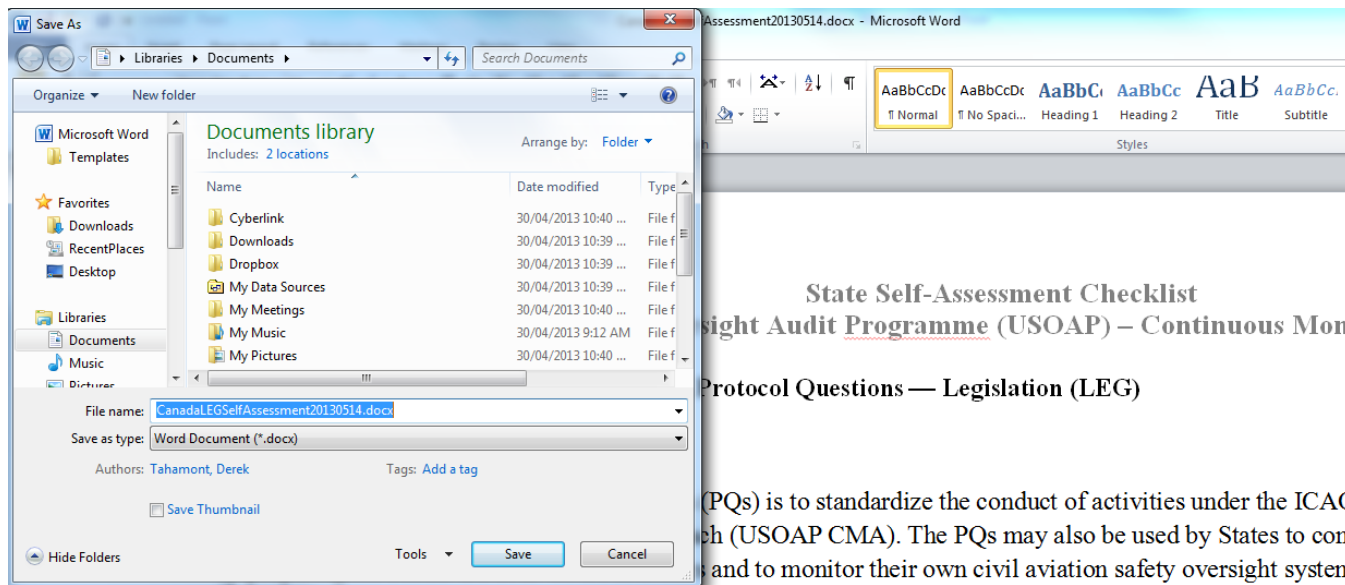 Save As
Assessment20130514.docx - Microsoft Word
Libraries
Documents
Search Documents
Organize
New folder
AaBbCcDc
AaBbCcDc
AaBbC
AaBbCc
AaB
AaBbCc.
¶ Normal
¶ No Spaci...
Heading 1
Heading 2
Title
Subtitle
Styles
Microsoft Word
Templates
Favorites
Downloads
RecentPlaces
Desktop
Libraries
Documents
Music
Pictures
Documents library
Includes: 2 locations
Arrange by: Folder
Name Date modified Type
Cyberlink 30/04/2013 10:40 ... File f
Downloads 30/04/2013 10:39 ... File f
Dropbox 30/04/2013 10:39 ... File f
My Data Sources 30/04/2013 10:39 ... File f
My Meetings 30/04/2013 10:40 ... File f
My Music 30/04/2013 9:12 AM File f
My Pictures 30/04/2013 10:40 ... File f
File name: CanadaLEGSelfAssessment20130514.docx
Save as type: Word Document (*.docx)
Authors: Tahamont, Derek
Tags: Add a tag
Save Thumbnail
Hide Folders
Tools
Save
Cancel
State Self-Assessment Checklist
sight Audit Programme (USOAP) – Continuous Mon
Protocol Questions — Legislation (LEG)
(PQs) is to standardize the conduct of activities under the ICAO
ch (USOAP CMA). The PQs may also be used by States to con
s and to monitor their own civil aviation safety oversight system